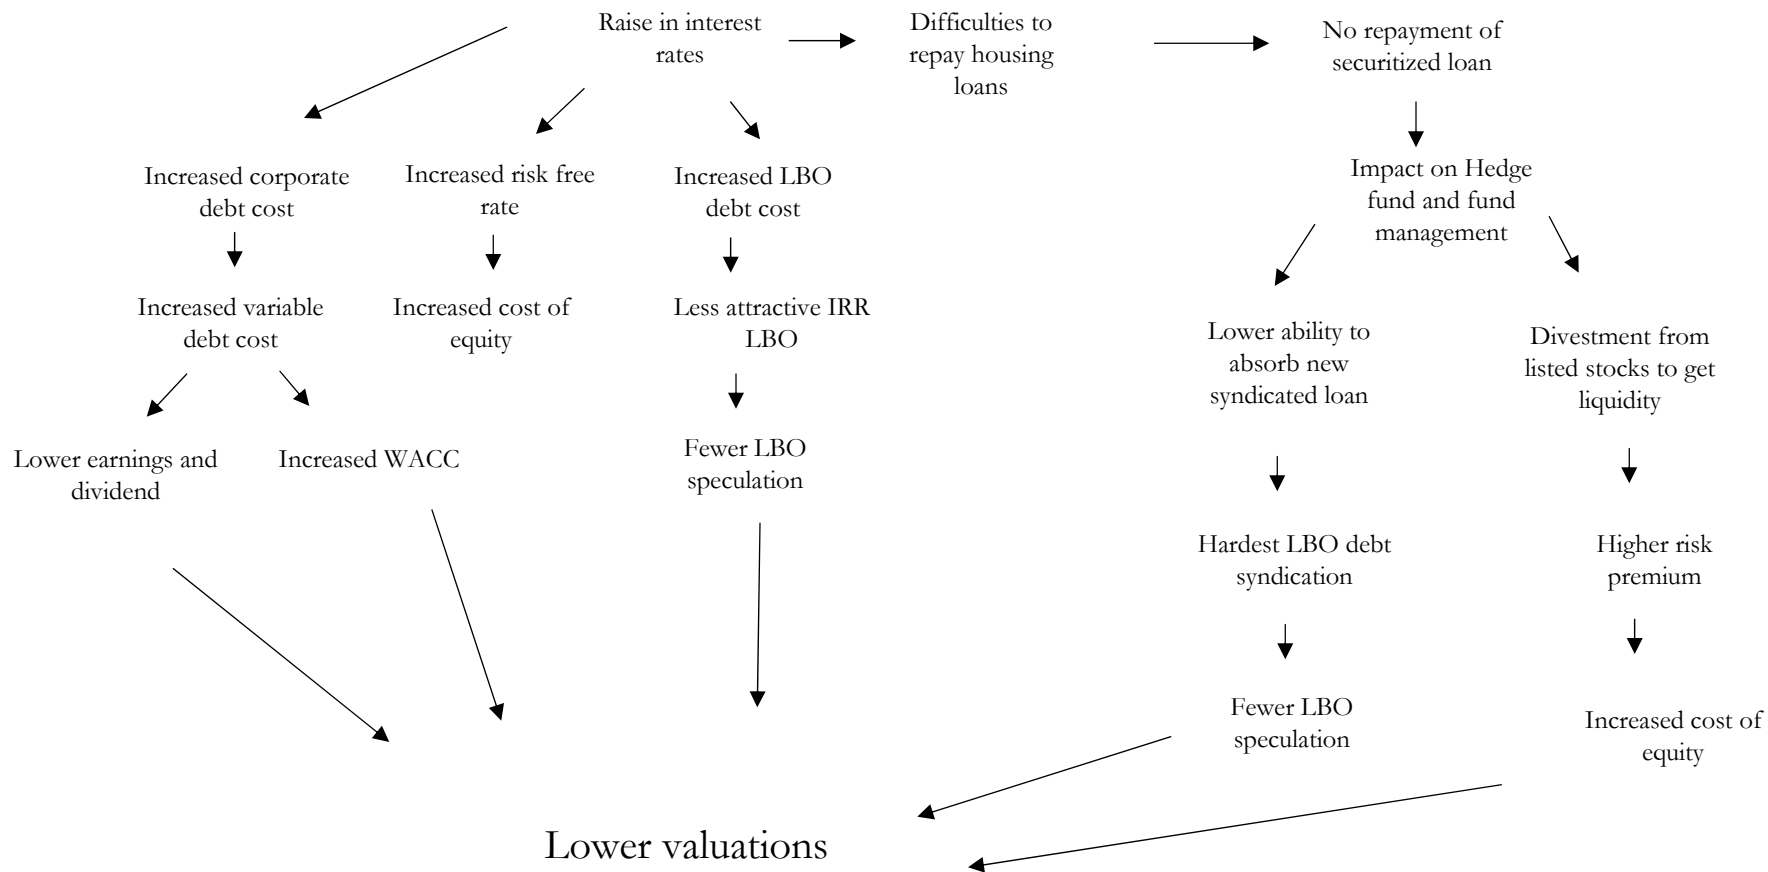 Raise in interest
rates
Difficulties to
repay housing
loans
No repayment of
securitized loan
Increased corporate
debt cost
Increased risk free
rate
Increased LBO
debt cost
Impact on Hedge
fund and fund
management
Increased variable
debt cost
Increased cost of
equity
Less attractive IRR
LBO
Lower ability to
absorb new
syndicated loan
Divestment from
listed stocks to get
liquidity
Lower earnings and
dividend
Increased WACC
Fewer LBO
speculation
Hardest LBO debt
syndication
Higher risk
premium
Fewer LBO
speculation
Increased cost of
equity
Lower valuations